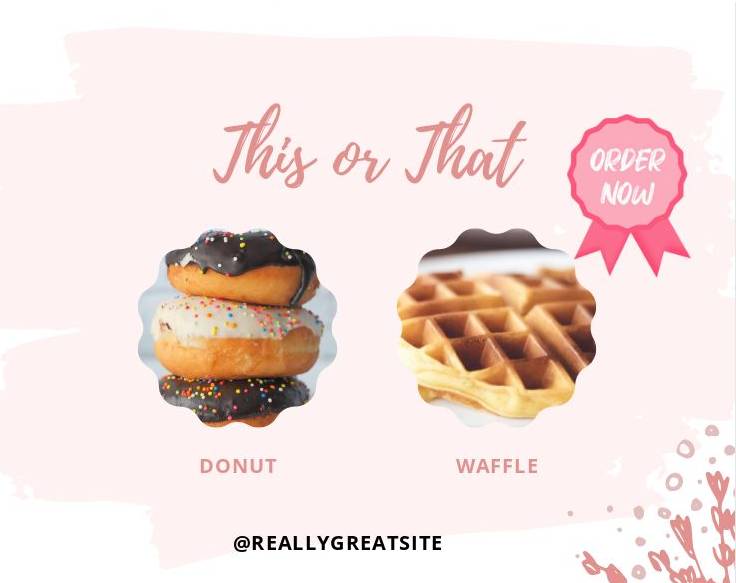 This or That
ORDER
NOW
DONUT
WAFFLE
@REALLYGREATSITE